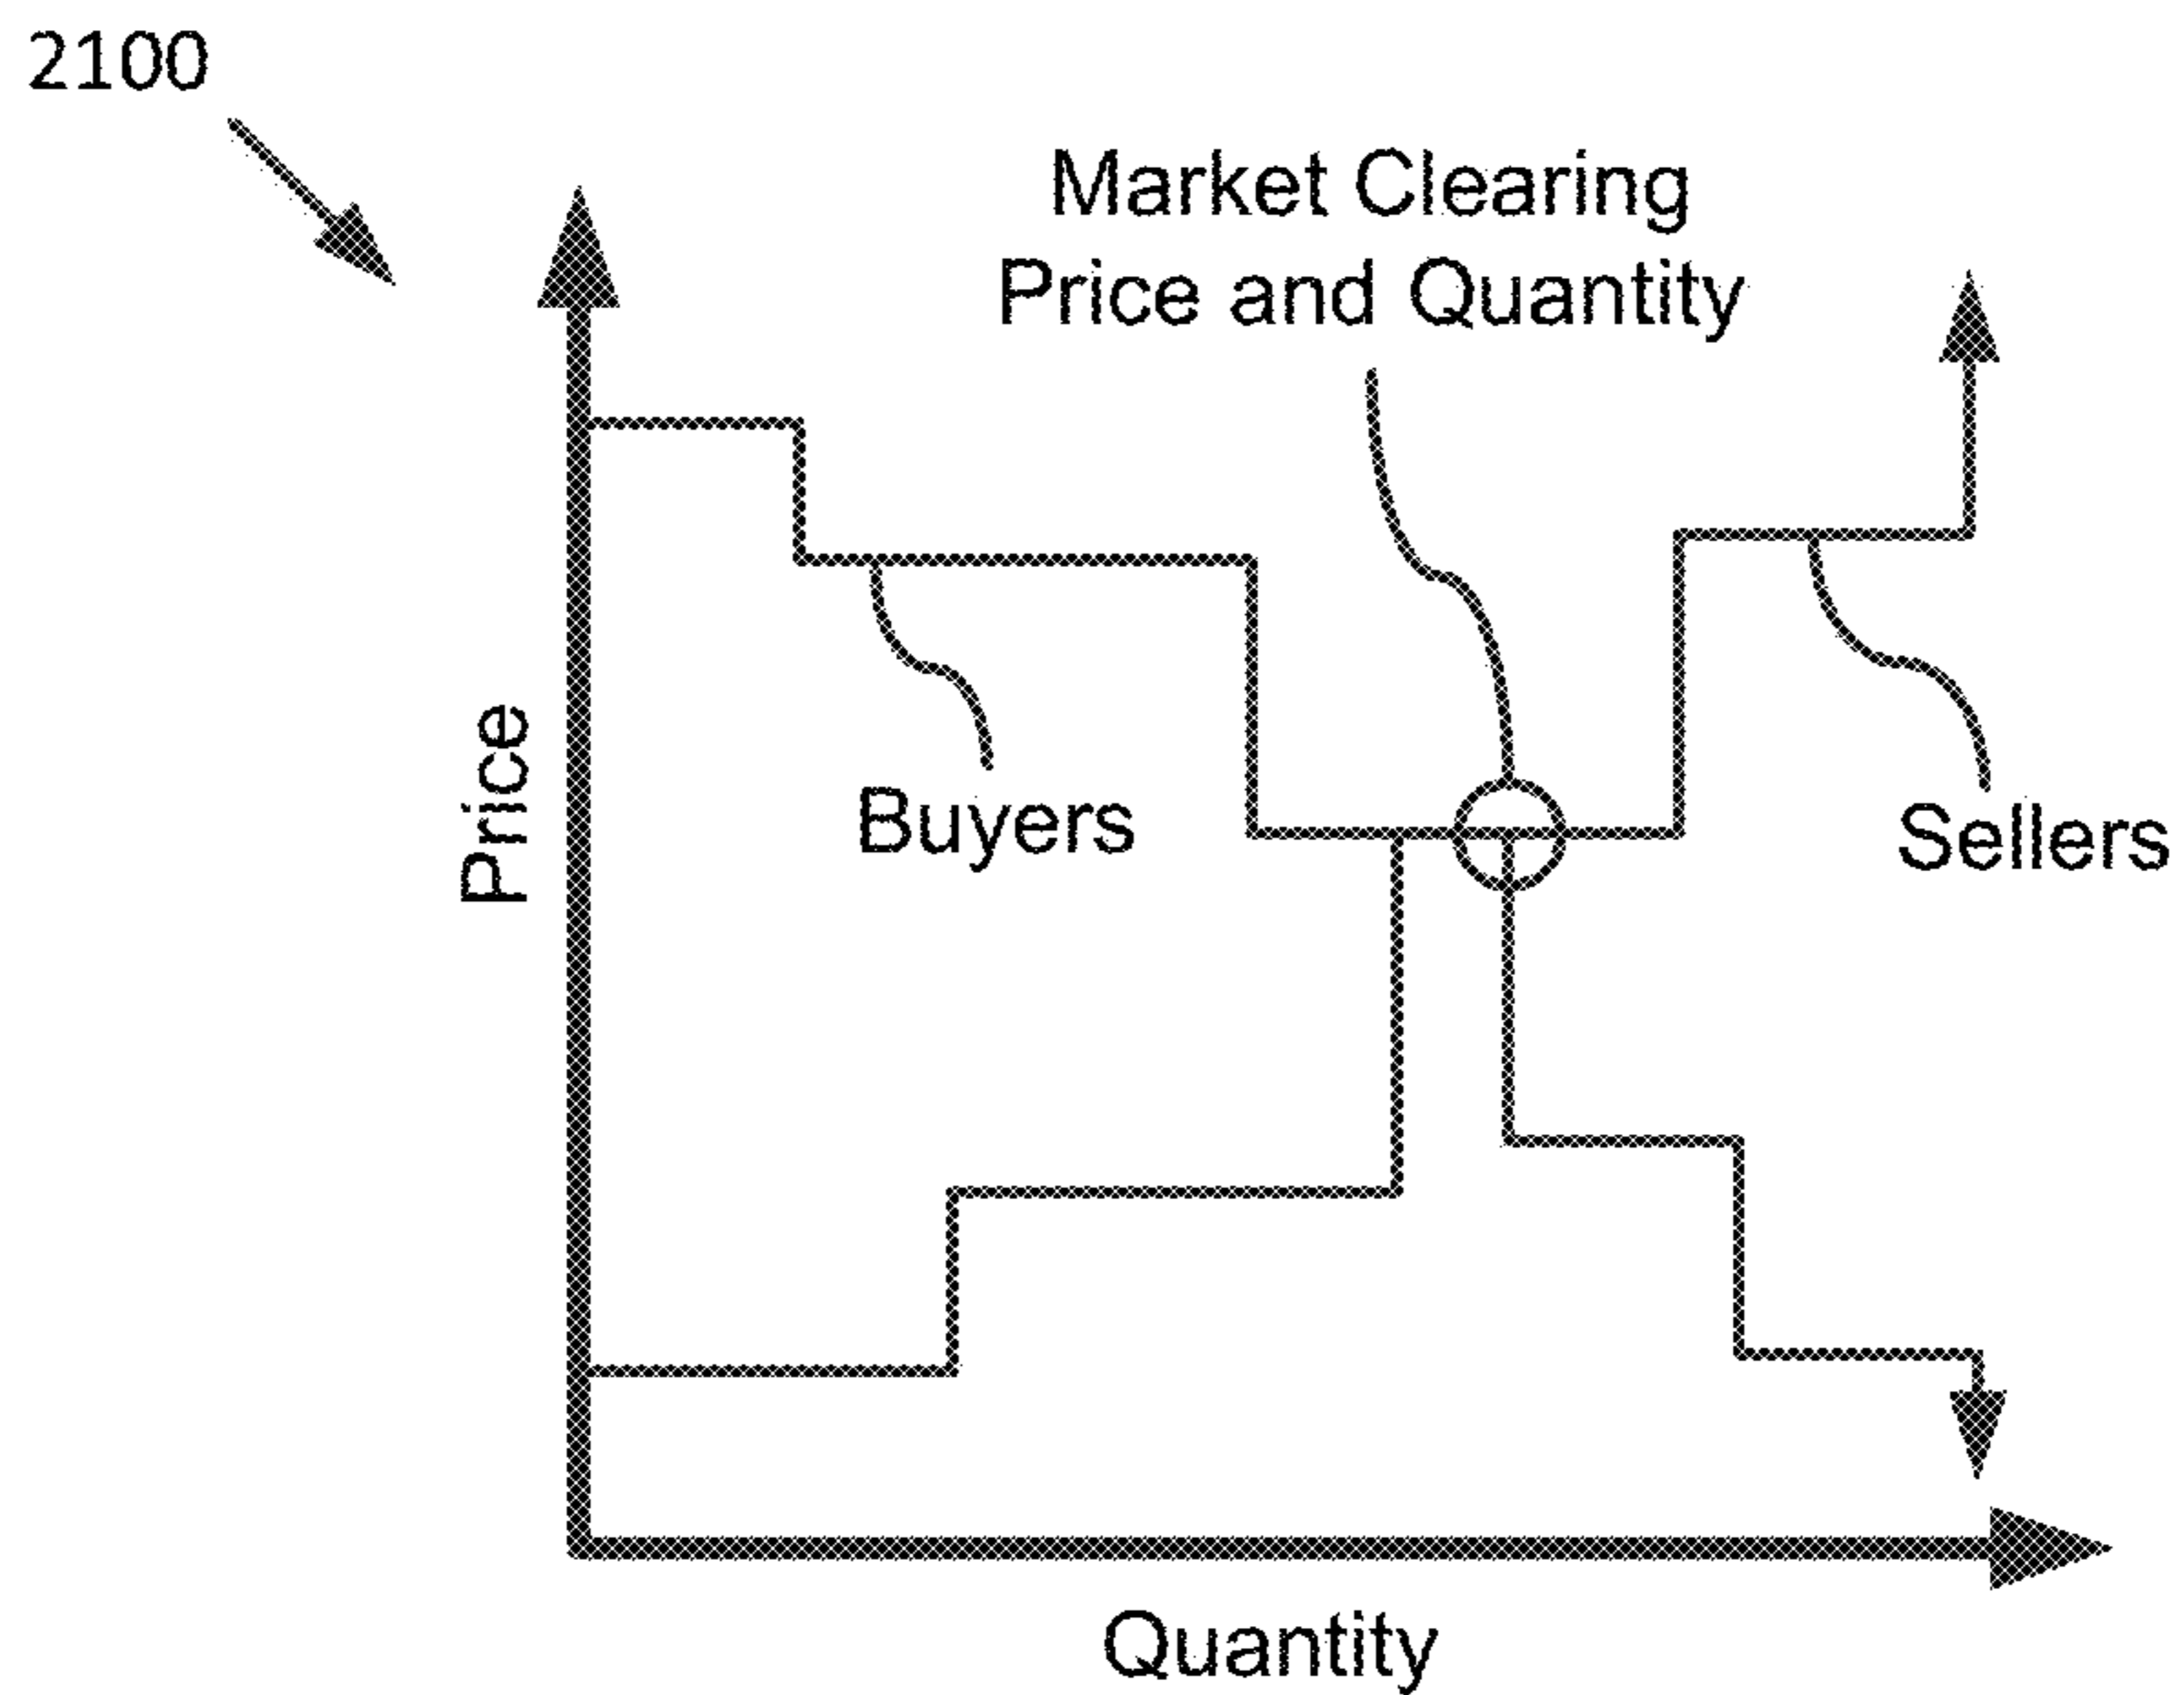 2100
Market Clearing
Price and Quantity
Price
Buyers
Sellers
Quantity